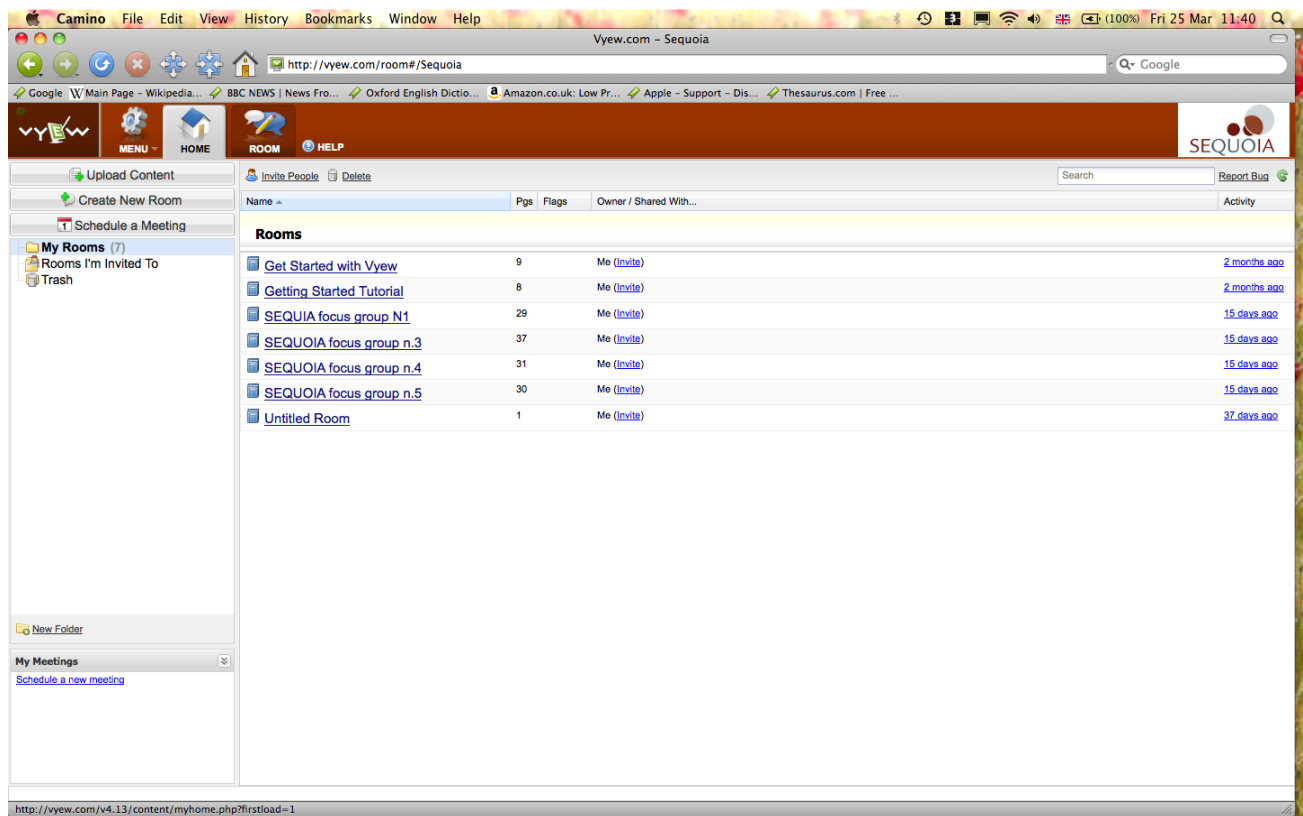 Camino File Edit View History Bookmarks Window Help (100%) Fri 25 Mar 11:40
Vyew.com – Sequoia
http://vyew.com/room#/Sequoia Google
Google Main Page – Wikipedia... BBC NEWS | News Fro... Oxford English Dictio... Amazon.co.uk: Low Pr... Apple – Support – Dis... Thesaurus.com | Free ...
VYEW MENU HOME ROOM HELP SEQUOIA
Upload Content
Create New Room
Schedule a Meeting
My Rooms (7)
Rooms I'm Invited To
Trash
New Folder
My Meetings
Schedule a new meeting
Invite People Delete Search Report Bug
Name Pgs Flags Owner / Shared With... Activity
Rooms
Get Started with Vyew 9 Me (Invite) 2 months ago
Getting Started Tutorial 8 Me (Invite) 2 months ago
SEQUIA focus group N1 29 Me (Invite) 15 days ago
SEQUOIA focus group n.3 37 Me (Invite) 15 days ago
SEQUOIA focus group n.4 31 Me (Invite) 15 days ago
SEQUOIA focus group n.5 30 Me (Invite) 15 days ago
Untitled Room 1 Me (Invite) 37 days ago
http://vyew.com/v4.13/content/myhome.php?firstload=1